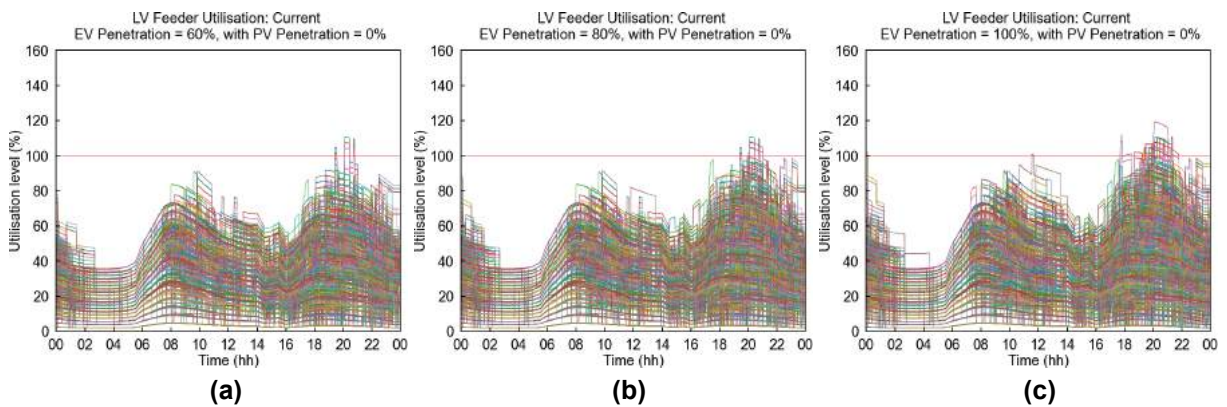 LV Feeder Utilisation: Current
EV Penetration = 60%, with PV Penetration = 0%
160
140
120
100
80
60
40
20
0
Utilisation level (%)
00 02 04 06 08 10 12 14 16 18 20 22 00
Time (hh)
(a)
LV Feeder Utilisation: Current
EV Penetration = 80%, with PV Penetration = 0%
160
140
120
100
80
60
40
20
0
Utilisation level (%)
00 02 04 06 08 10 12 14 16 18 20 22 00
Time (hh)
(b)
LV Feeder Utilisation: Current
EV Penetration = 100%, with PV Penetration = 0%
160
140
120
100
80
60
40
20
0
Utilisation level (%)
00 02 04 06 08 10 12 14 16 18 20 22 00
Time (hh)
(c)